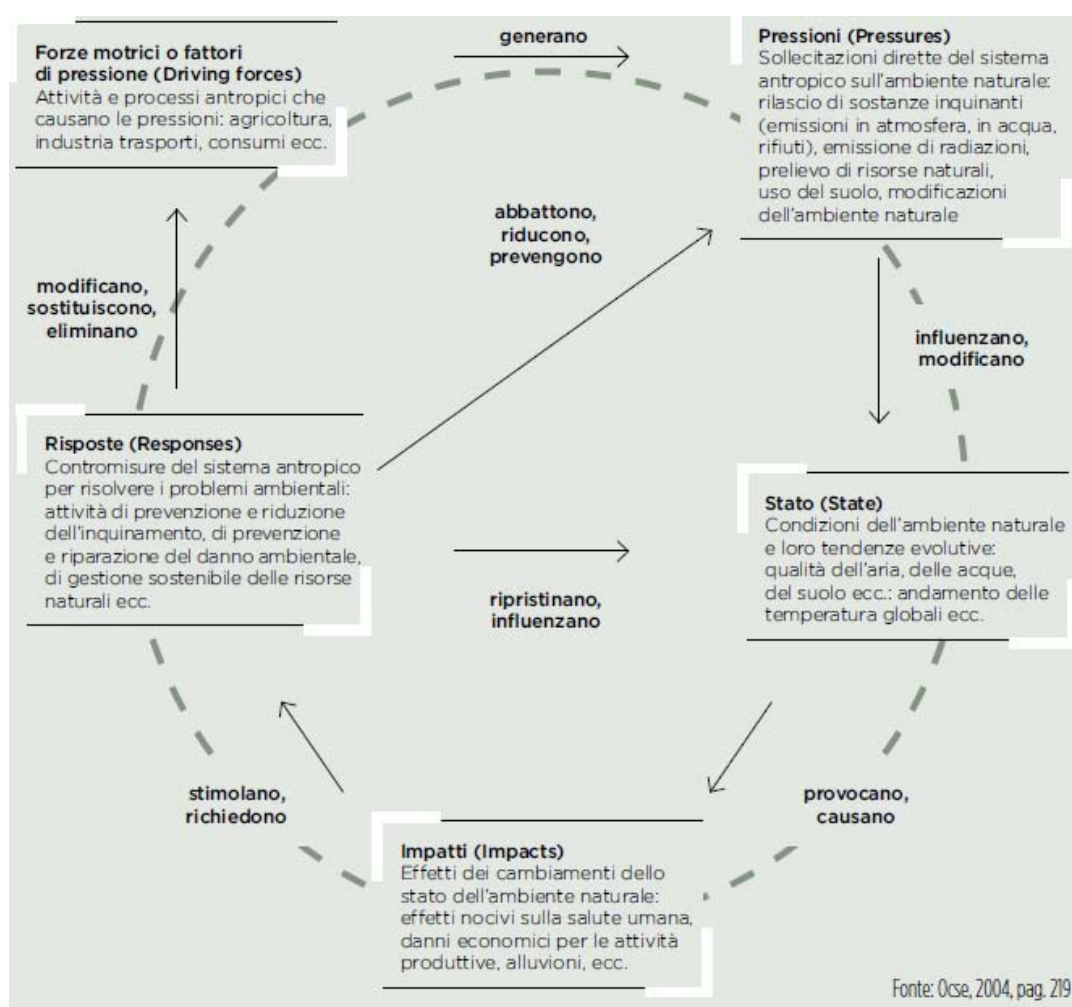 Forze motrici o fattori
di pressione (Driving forces)
Attività e processi antropici che
causano le pressioni: agricoltura,
industria trasporti, consumi ecc.
generano
Pressioni (Pressures)
Sollecitazioni dirette del sistema
antropico sull'ambiente naturale:
rilascio di sostanze inquinanti
(emissioni in atmosfera, in acqua,
rifiuti), emissione di radiazioni,
prelievo di risorse naturali,
uso del suolo, modificazioni
dell'ambiente naturale
abbattono,
riducono,
prevengono
modificano,
sostituiscono,
eliminano
influenzano,
modificano
Risposte (Responses)
Contromisure del sistema antropico
per risolvere i problemi ambientali:
attività di prevenzione e riduzione
dell'inquinamento, di prevenzione
e riparazione del danno ambientale,
di gestione sostenibile delle risorse
naturali ecc.
ripristinano,
influenzano
Stato (State)
Condizioni dell'ambiente naturale
e loro tendenze evolutive:
qualità dell'aria, delle acque,
del suolo ecc.: andamento delle
temperatura globali ecc.
stimolano,
richiedono
provocano,
causano
Impatti (Impacts)
Effetti dei cambiamenti dello
stato dell'ambiente naturale:
effetti nocivi sulla salute umana,
danni economici per le attività
produttive, alluvioni, ecc.
Fonte: Ocse, 2004, pag. 219